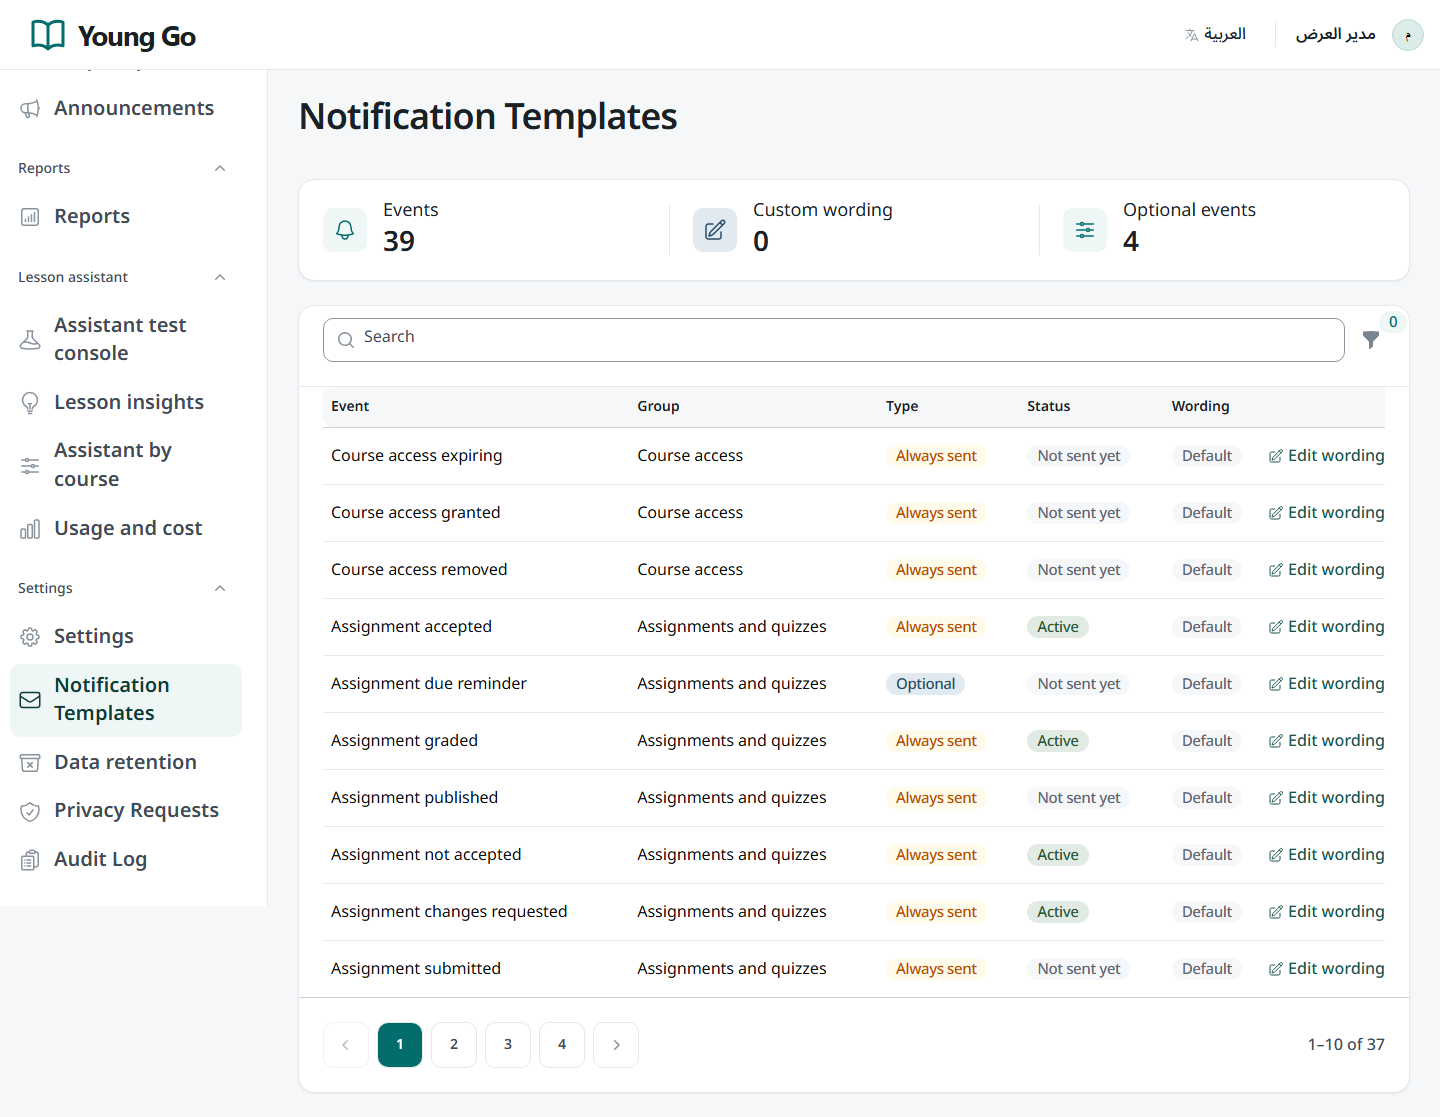 Young Go
العربية
مدير العرض
م
Announcements
Reports
Reports
Lesson assistant
Assistant test
console
Lesson insights
Assistant by
course
Usage and cost
Settings
Settings
Notification
Templates
Data retention
Privacy Requests
Audit Log
Notification Templates
Events
39
Custom wording
0
Optional events
4
Search
0
Event Group Type Status Wording
Course access expiring Course access Always sent Not sent yet Default Edit wording
Course access granted Course access Always sent Not sent yet Default Edit wording
Course access removed Course access Always sent Not sent yet Default Edit wording
Assignment accepted Assignments and quizzes Always sent Active Default Edit wording
Assignment due reminder Assignments and quizzes Optional Not sent yet Default Edit wording
Assignment graded Assignments and quizzes Always sent Active Default Edit wording
Assignment published Assignments and quizzes Always sent Not sent yet Default Edit wording
Assignment not accepted Assignments and quizzes Always sent Active Default Edit wording
Assignment changes requested Assignments and quizzes Always sent Active Default Edit wording
Assignment submitted Assignments and quizzes Always sent Not sent yet Default Edit wording
1 2 3 4
1–10 of 37